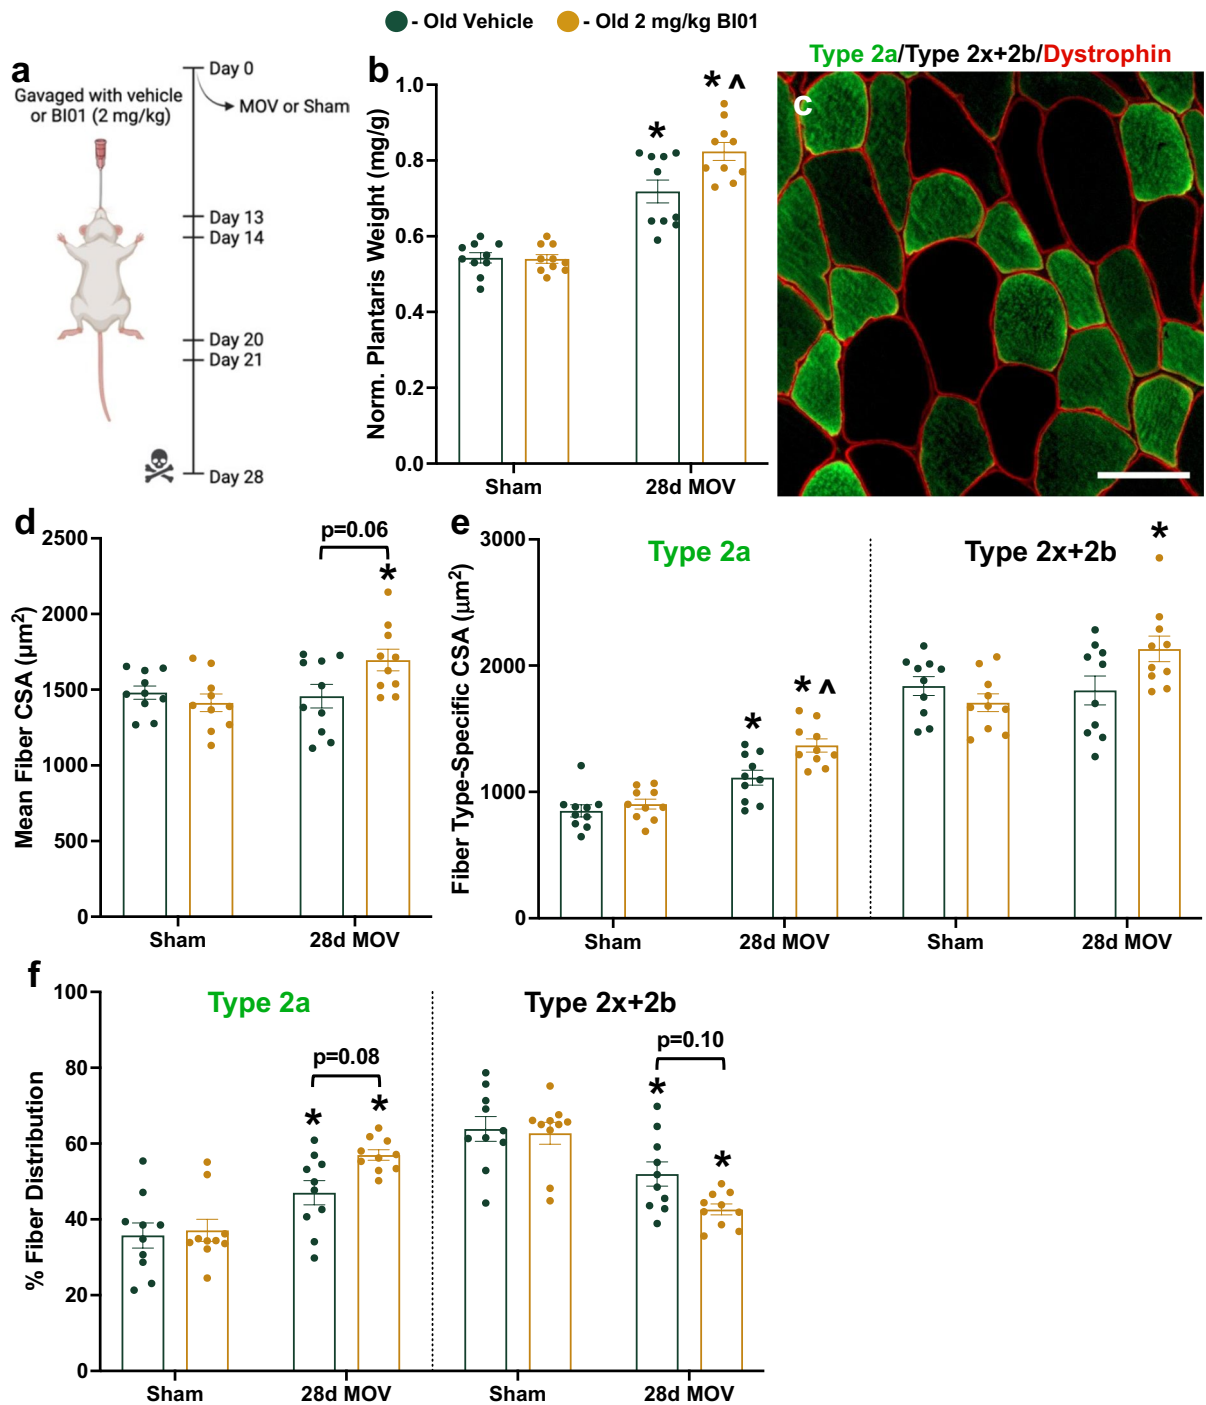 - Old Vehicle - Old 2 mg/kg BI01
a
Gavaged with vehicle
or BI01 (2 mg/kg)
Day 0
MOV or Sham
Day 13
Day 14
Day 20
Day 21
Day 28
b
Norm. Plantaris Weight (mg/g)
1.0
0.8
0.6
0.4
0.2
0.0
*
* ^
Sham
28d MOV
Type 2a/Type 2x+2b/Dystrophin
c
d
Mean Fiber CSA (µm²)
2500
2000
1500
1000
500
0
p=0.06
*
Sham
28d MOV
e
Fiber Type-Specific CSA (µm²)
3000
2000
1000
0
Type 2a
Type 2x+2b
*
* ^
*
Sham
28d MOV
Sham
28d MOV
f
% Fiber Distribution
100
80
60
40
20
0
Type 2a
Type 2x+2b
p=0.08
* *
p=0.10
*
*
Sham
28d MOV
Sham
28d MOV